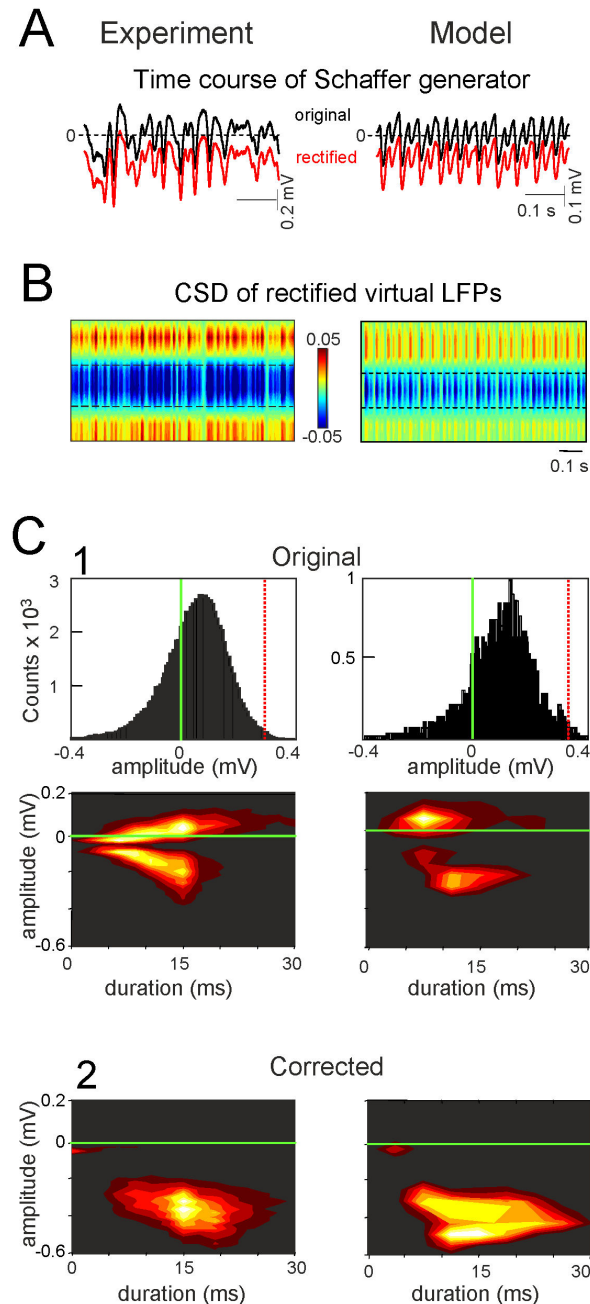 A
Experiment Model
Time course of Schaffer generator
original
0 0
rectified
0.2 mV
0.1 s
0.1 mV
B
CSD of rectified virtual LFPs
0.05
-0.05
0.1 s
C
1 Original
3 1
2 0.5
1
Counts x 10³
-0.4 0 0.4 -0.4 0 0.4
amplitude (mV) amplitude (mV)
0.2
0
-0.6
amplitude (mV)
0 15 30 0 15 30
duration (ms) duration (ms)
2 Corrected
0.2
0
-0.6
amplitude (mV)
0 15 30 0 15 30
duration (ms) duration (ms)